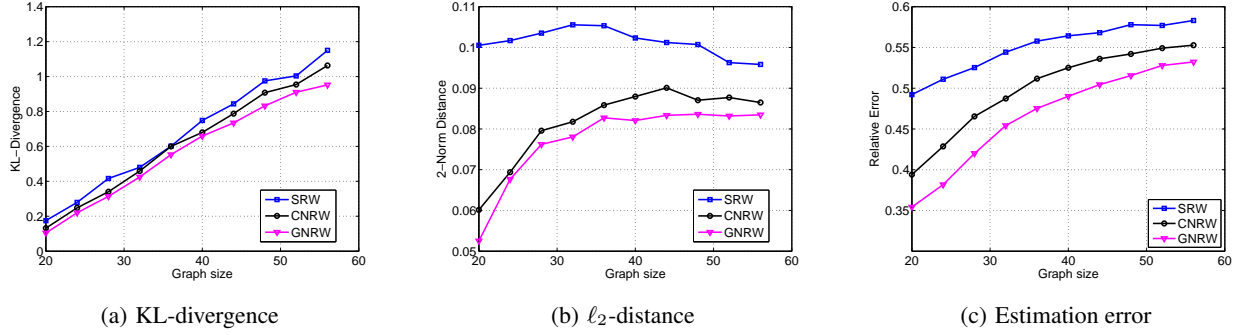 KL−Divergence
1.4
1.2
1
0.8
0.6
0.4
0.2
0
20
30
40
50
60
Graph size
SRW
CNRW
GNRW
(a) KL-divergence
2−Norm Distance
0.11
0.1
0.09
0.08
0.07
0.06
0.05
20
30
40
50
60
Graph size
SRW
CNRW
GNRW
(b) ℓ2-distance
Relative Error
0.6
0.55
0.5
0.45
0.4
0.35
20
30
40
50
60
Graph size
SRW
CNRW
GNRW
(c) Estimation error